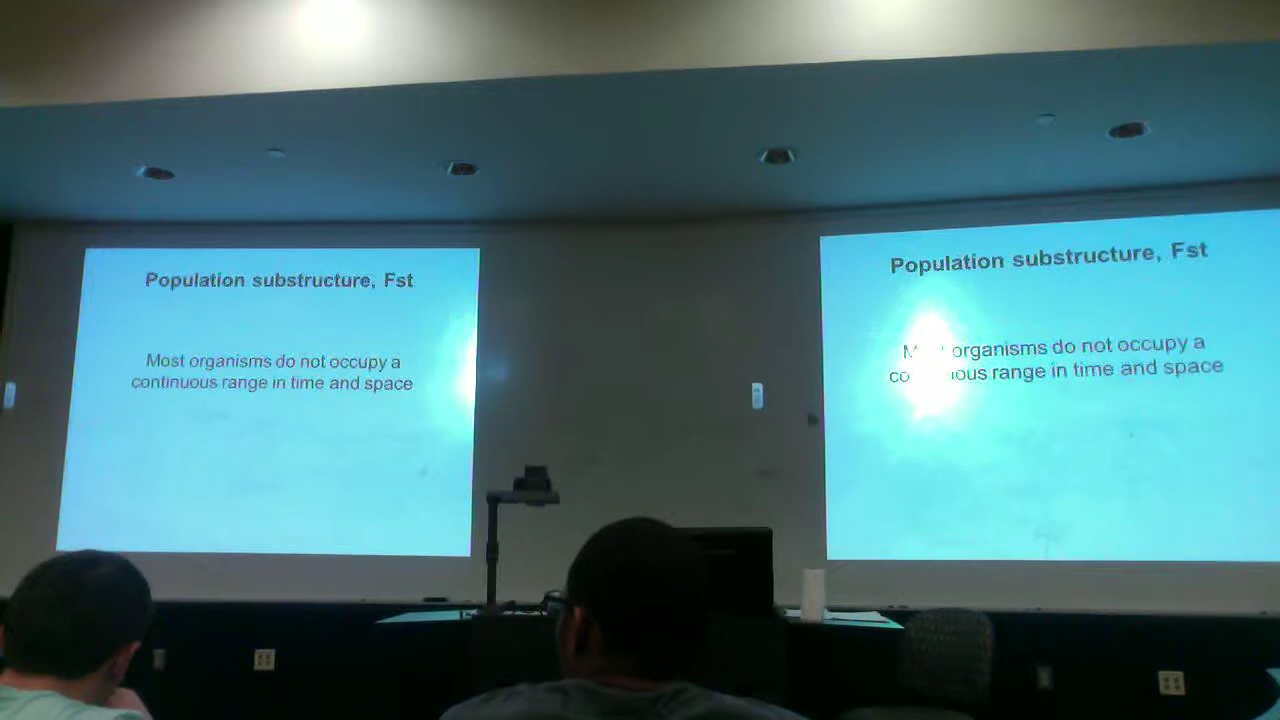 Population substructure, Fst
Most organisms do not occupy a
continuous range in time and space
Population substructure, Fst
organisms do not occupy a
range in time and space